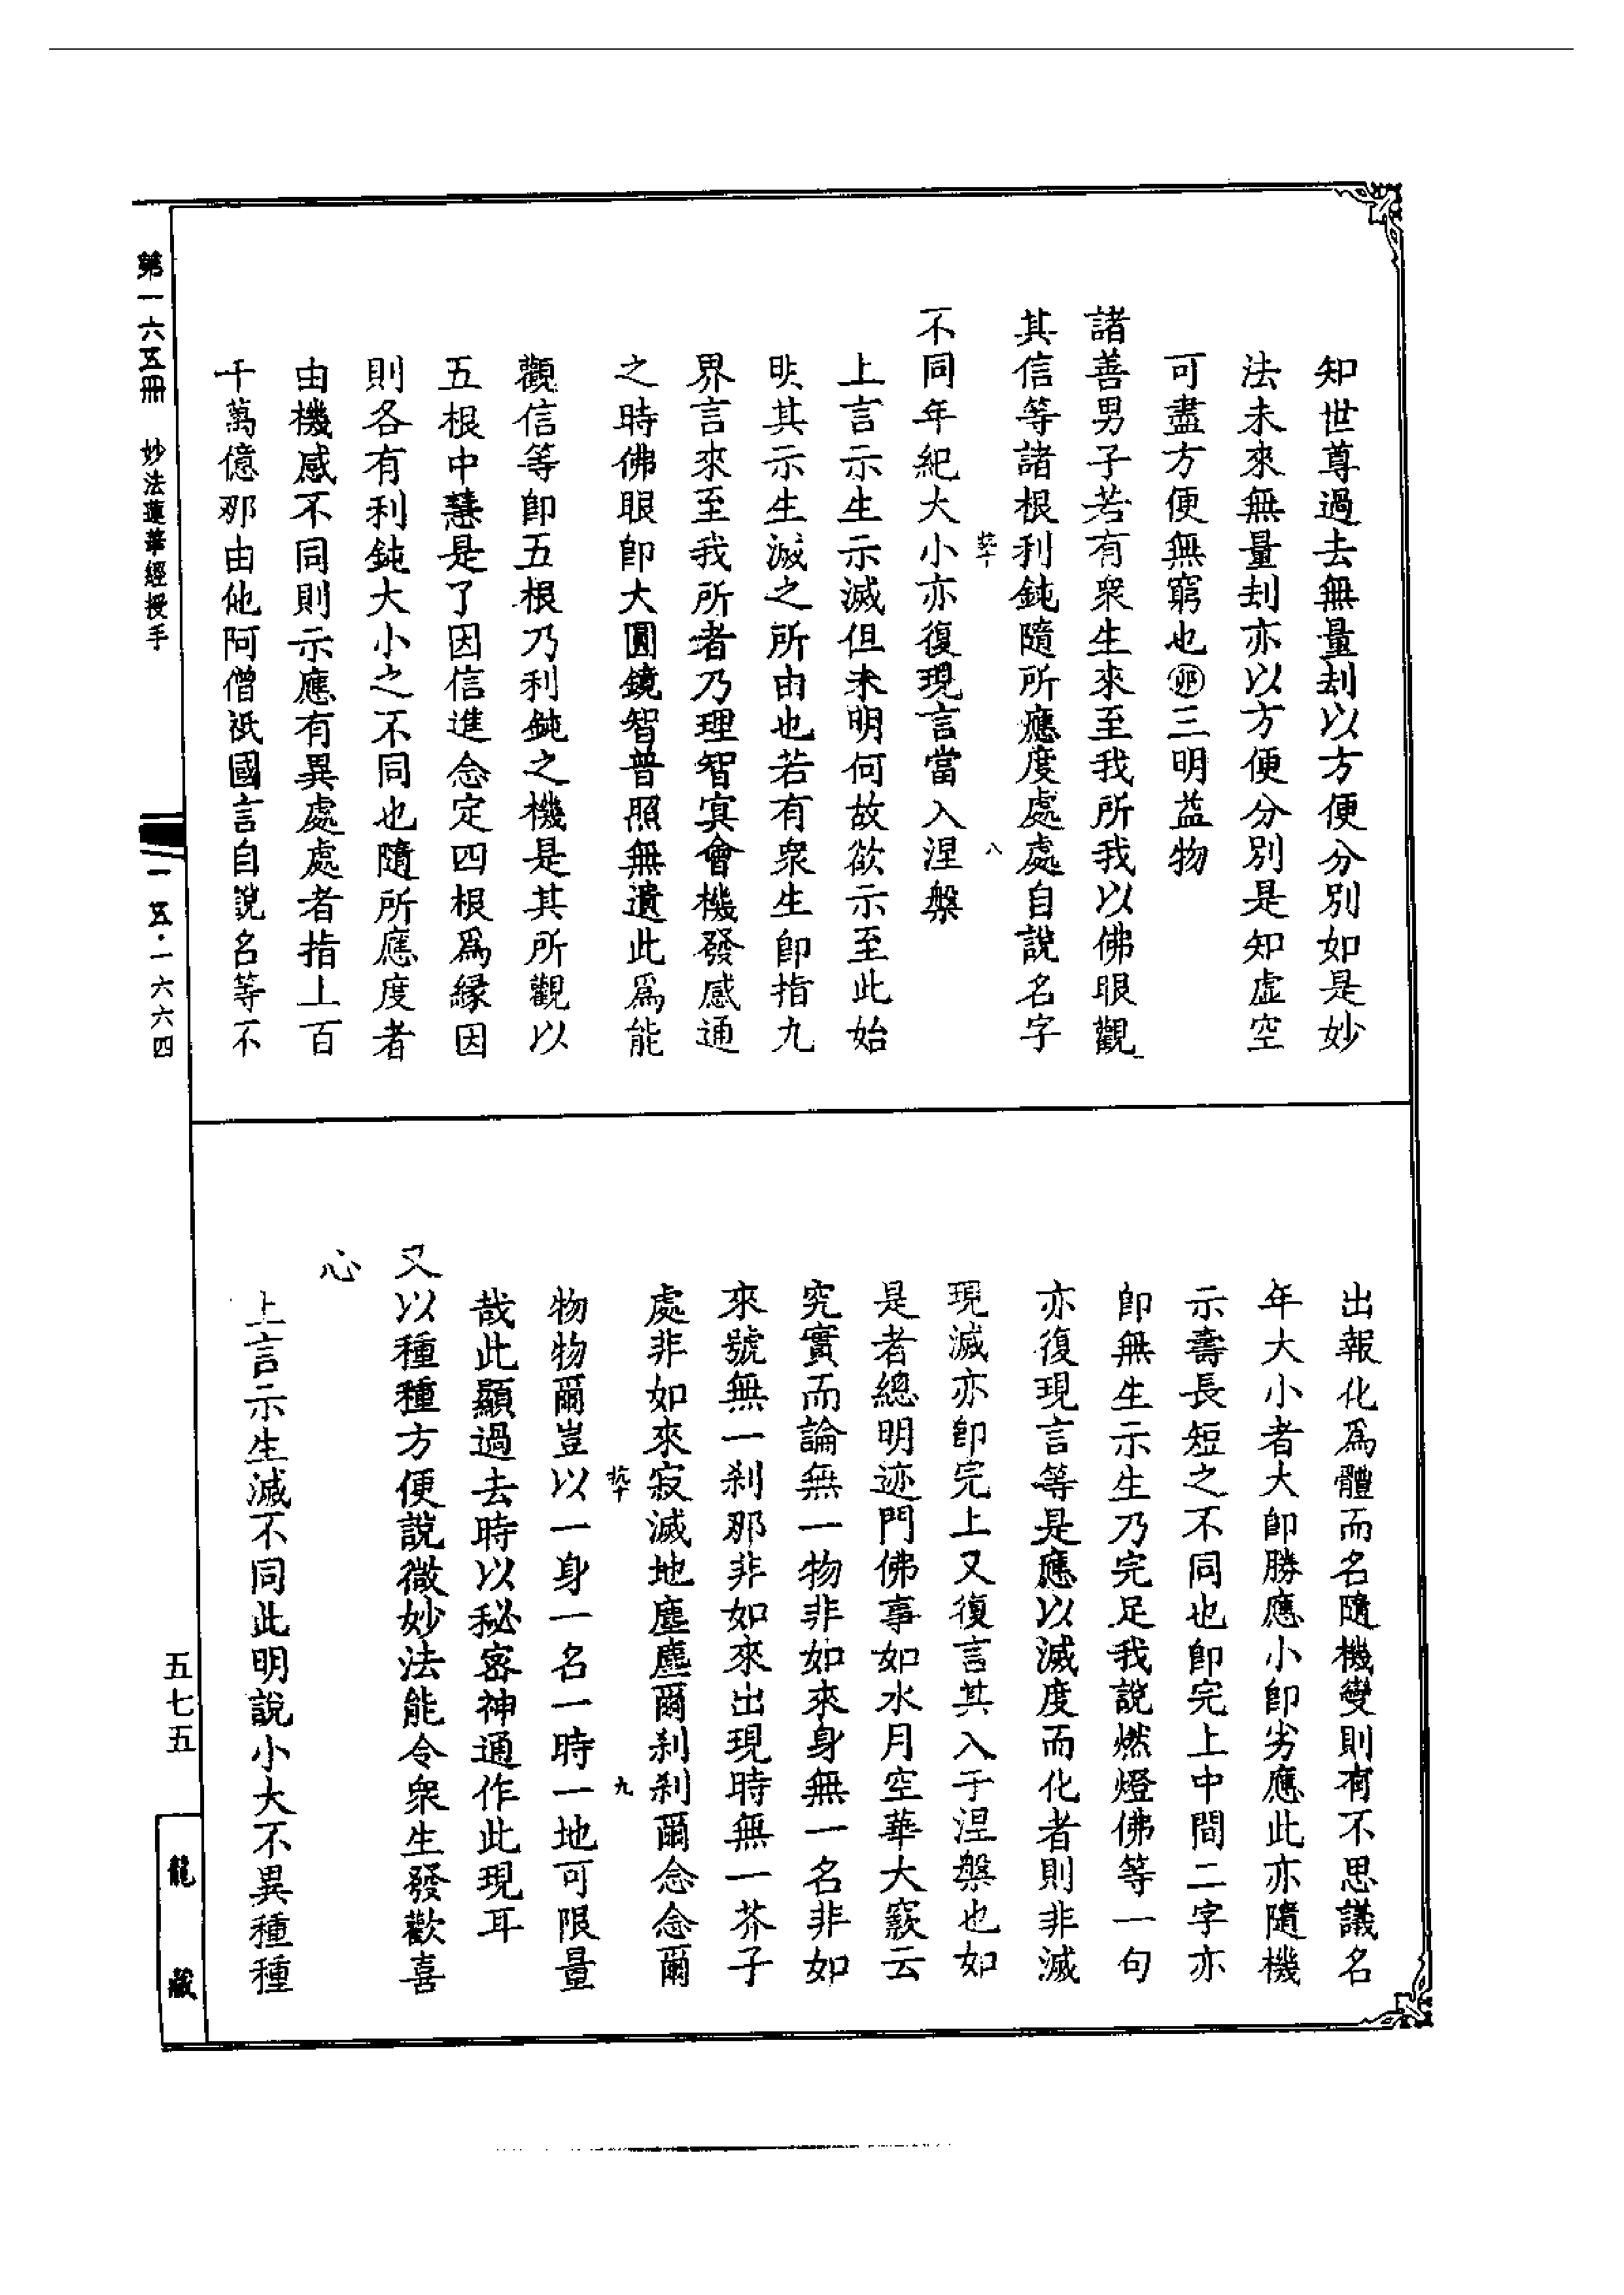 知世尊過去無量刦以方便分別如是妙
法未來無量刦亦以方便分別是知虛空
可盡方便無窮也㊞三明益物
諸善男子若有衆生來至我所我以佛眼觀
其信等諸根利鈍隨所應度處處自說名字
八
不同年紀大小亦復現言當入涅槃
上言示生示滅但未明何故欲示至此始
明其示生滅之所由也若有衆生卽指九
界言來至我所者乃理智冥會機發感通
之時佛眼卽大圓鏡智普照無遺此爲能
觀信等卽五根乃利鈍之機是其所觀以
五根中慧是了因信進念定四根爲緣因
則各有利鈍大小之不同也隨所應度者
由機感不同則示應有異處處者指上百
千萬億那由他阿僧祇國言自說名等不
出報化爲體而名隨機變則有不思議名
年大小者大卽勝應小卽劣應此亦隨機
示壽長短之不同也卽完上中間二字亦
卽無生示生乃完足我說燃燈佛等一句
亦復現言等是應以滅度而化者則非滅
現滅亦卽完上又復言其入于涅槃也如
是者總明迹門佛事如水月空華大窾云
究實而論無一物非如來身無一名非如
來號無一刹那非如來出現時無一芥子
處非如來寂滅地塵塵爾刹刹爾念念爾
九
物物爾豈以一身一名一時一地可限量
哉此顯過去時以秘密神通作此現耳
又以種種方便說微妙法能令衆生發歡喜
心
上言示生滅不同此明說小大不異種種
第一六五冊　妙法蓮華經授手
一五・一六六四
五七五
龍藏